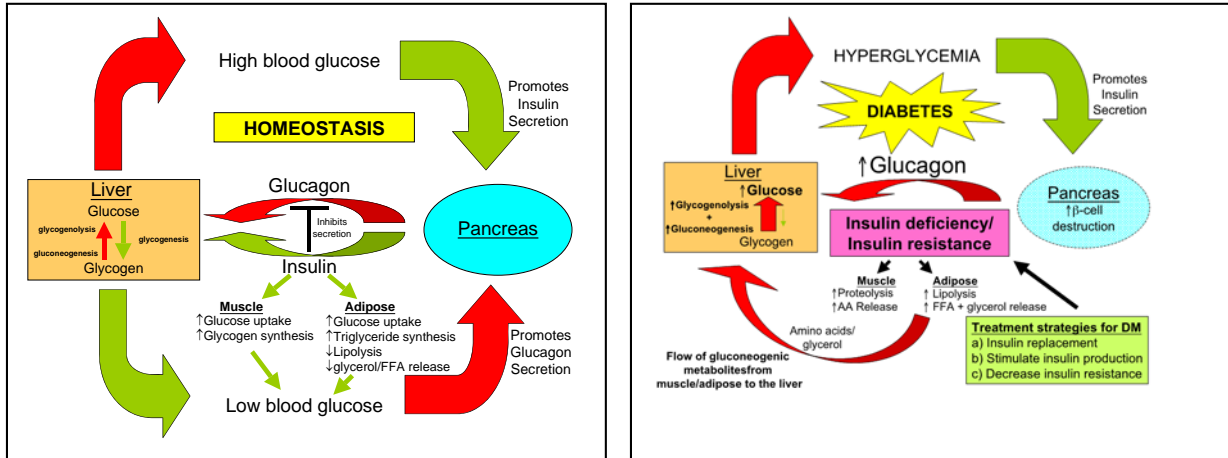 High blood glucose
Promotes
Insulin
Secretion
HOMEOSTASIS
Liver
Glucose
glycogenolysis
glycogenesis
gluconeogenesis
Glycogen
Glucagon
Inhibits
secretion
Insulin
Pancreas
Muscle
↑Glucose uptake
↑Glycogen synthesis
Adipose
↑Glucose uptake
↑Triglyceride synthesis
↓Lipolysis
↓glycerol/FFA release
Promotes
Glucagon
Secretion
Low blood glucose
HYPERGLYCEMIA
Promotes
Insulin
Secretion
DIABETES
↑Glucagon
Liver
↑Glucose
↑Glycogenolysis
+
↑Gluconeogenesis
Glycogen
Pancreas
↑β-cell
destruction
Insulin deficiency/
Insulin resistance
Muscle
↑Proteolysis
↑AA Release
Adipose
↑ Lipolysis
↑ FFA + glycerol release
Amino acids/
glycerol
Flow of gluconeogenic
metabolitesfrom
muscle/adipose to the liver
Treatment strategies for DM
a) Insulin replacement
b) Stimulate insulin production
c) Decrease insulin resistance